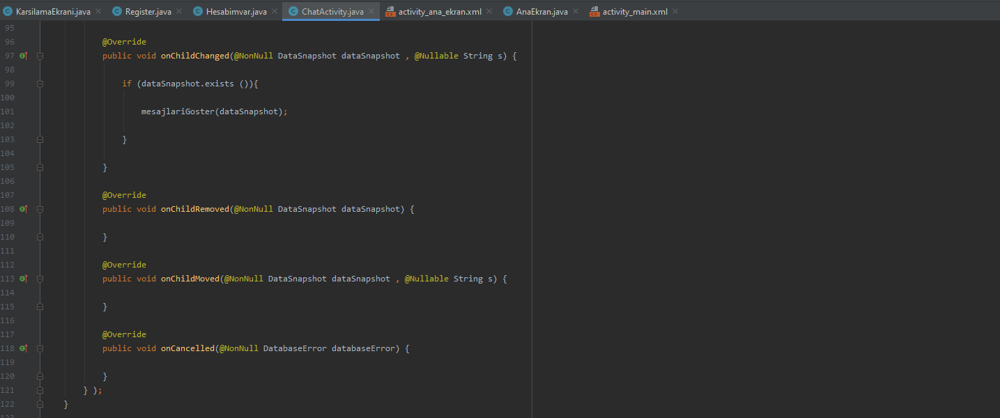 KarsilamaEkrani.java Register.java Hesabimvar.java ChatActivity.java activity_ana_ekran.xml AnaEkran.java activity_main.xml
95
96 @Override
97 public void onChildChanged(@NonNull DataSnapshot dataSnapshot , @Nullable String s) {
98
99 if (dataSnapshot.exists ()){
100
101 mesajlariGoster(dataSnapshot);
102
103 }
104
105 }
106
107 @Override
108 public void onChildRemoved(@NonNull DataSnapshot dataSnapshot) {
109
110 }
111
112 @Override
113 public void onChildMoved(@NonNull DataSnapshot dataSnapshot , @Nullable String s) {
114
115 }
116
117 @Override
118 public void onCancelled(@NonNull DatabaseError databaseError) {
119
120 }
121 } );
122 }
123